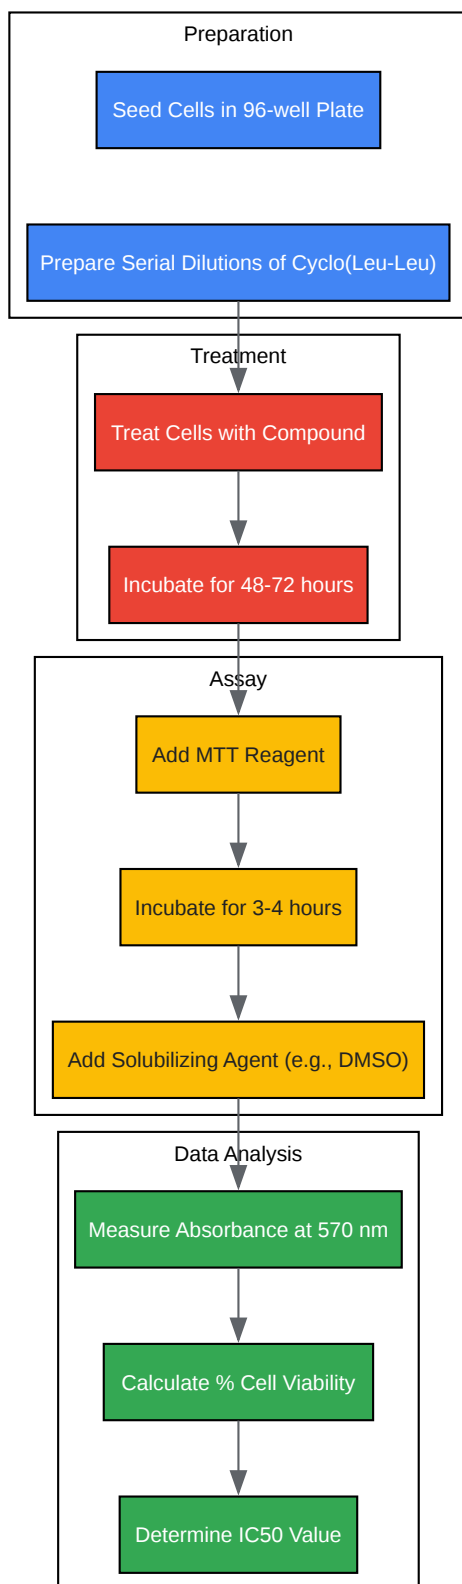 Preparation
Seed Cells in 96-well Plate
Prepare Serial Dilutions of Cyclo(Leu-Leu)
Treatment
Treat Cells with Compound
Incubate for 48-72 hours
Assay
Add MTT Reagent
Incubate for 3-4 hours
Add Solubilizing Agent (e.g., DMSO)
Data Analysis
Measure Absorbance at 570 nm
Calculate % Cell Viability
Determine IC50 Value